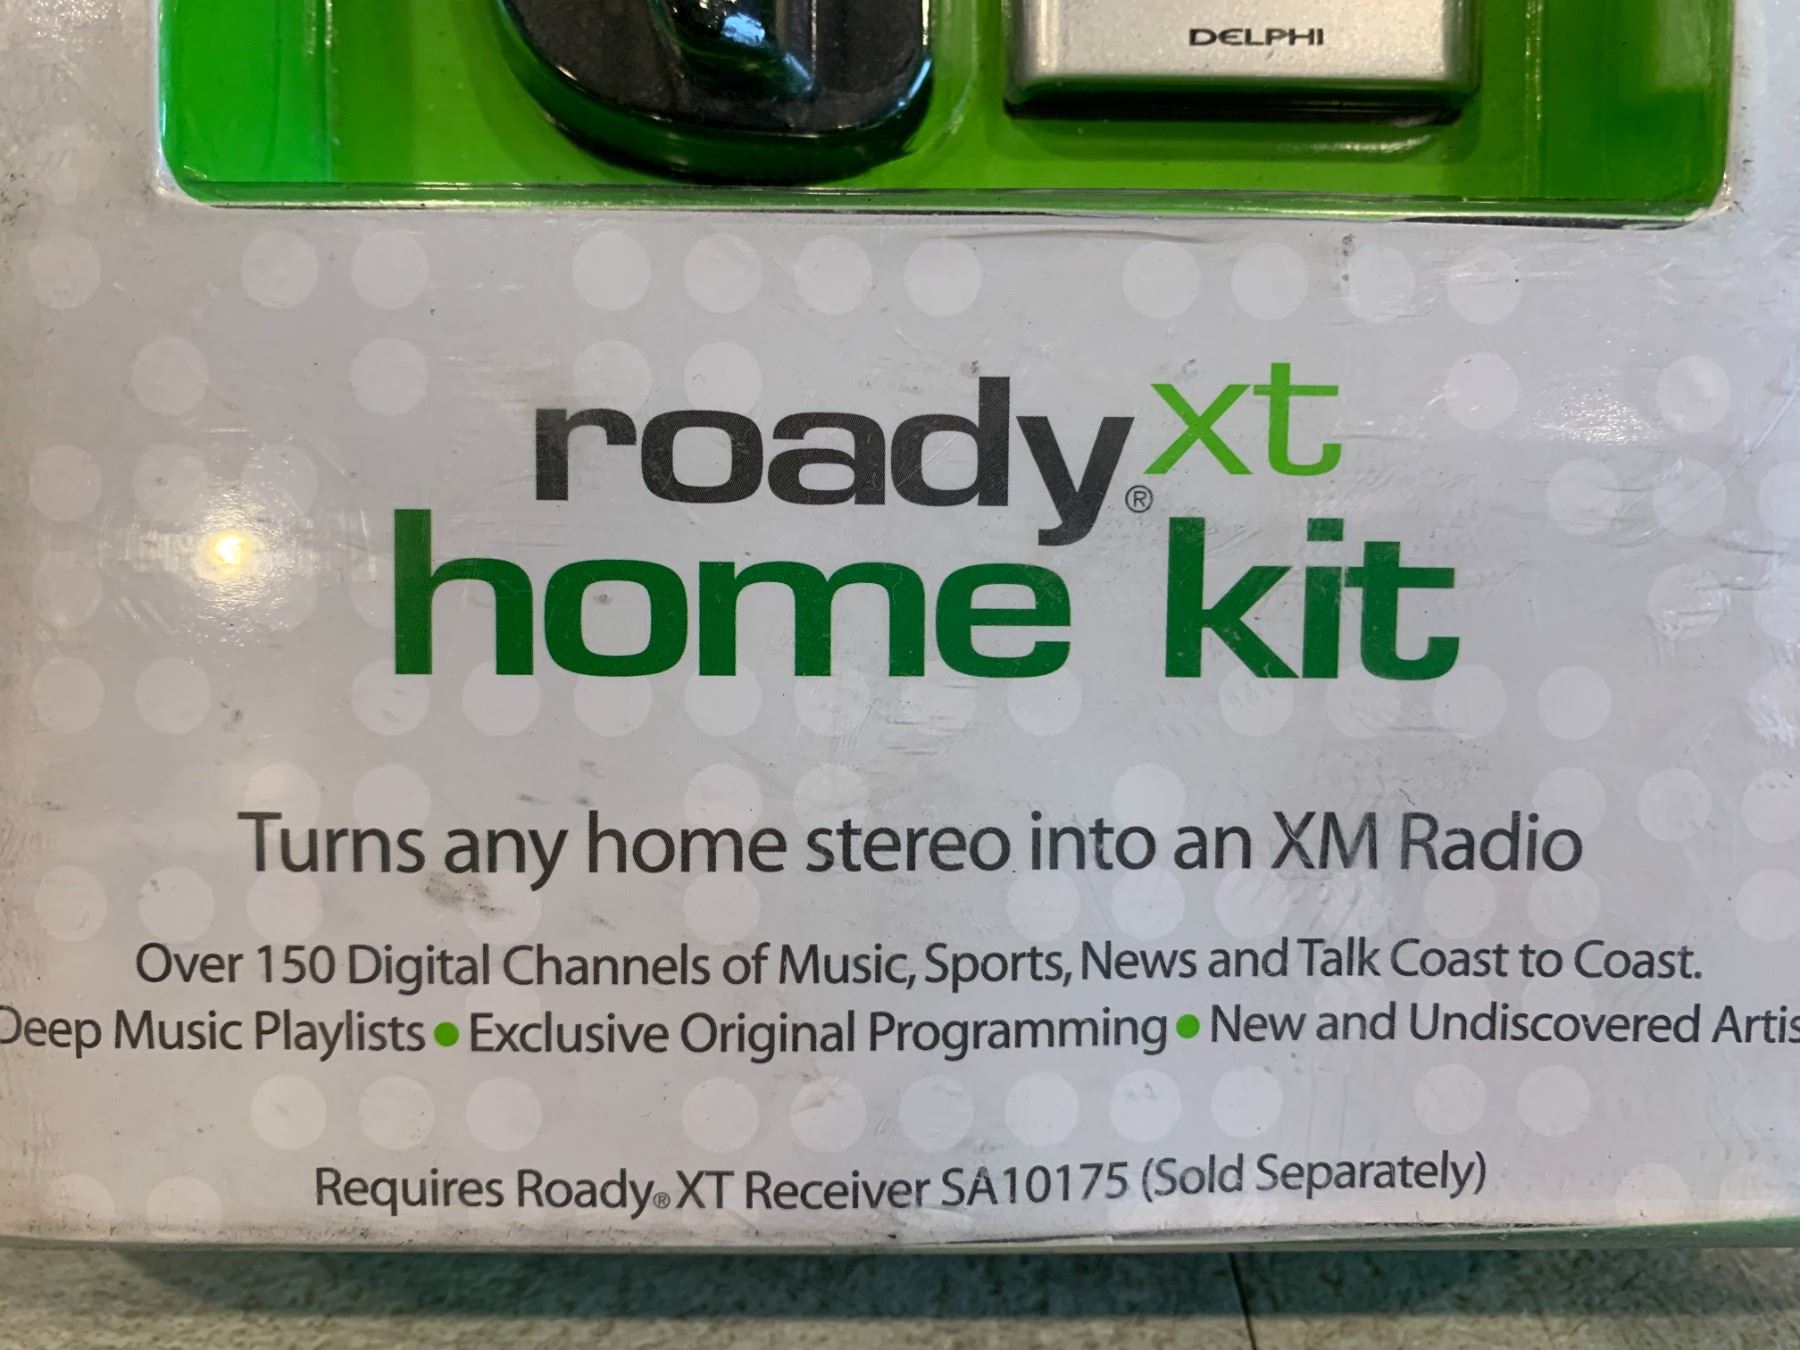 DELPHI
roady® xt
home kit
Turns any home stereo into an XM Radio
Over 150 Digital Channels of Music, Sports, News and Talk Coast to Coast.
Deep Music Playlists • Exclusive Original Programming • New and Undiscovered Artis
Requires Roady® XT Receiver SA10175 (Sold Separately)